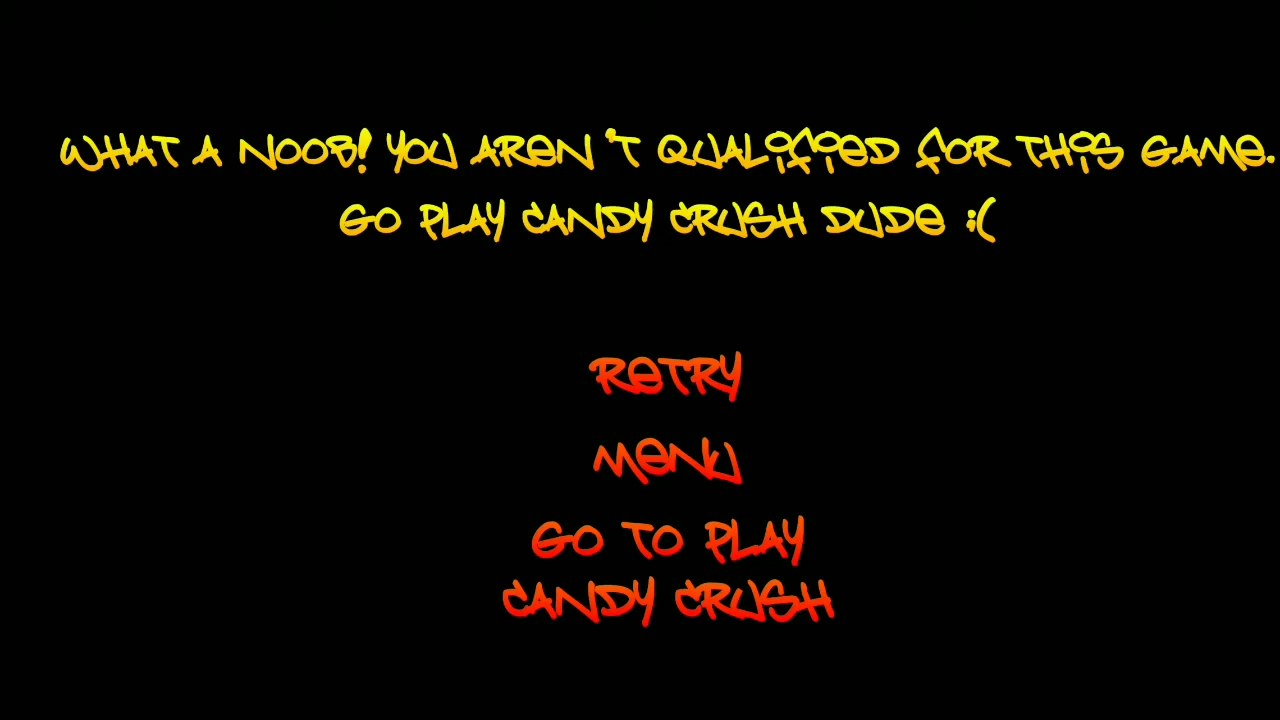 WHAT A NOOB! YOU AREN'T QUALIFIED FOR THIS GAME.
GO PLAY CANDY CRUSH DUDE :(
RETRY
MENU
GO TO PLAY
CANDY CRUSH